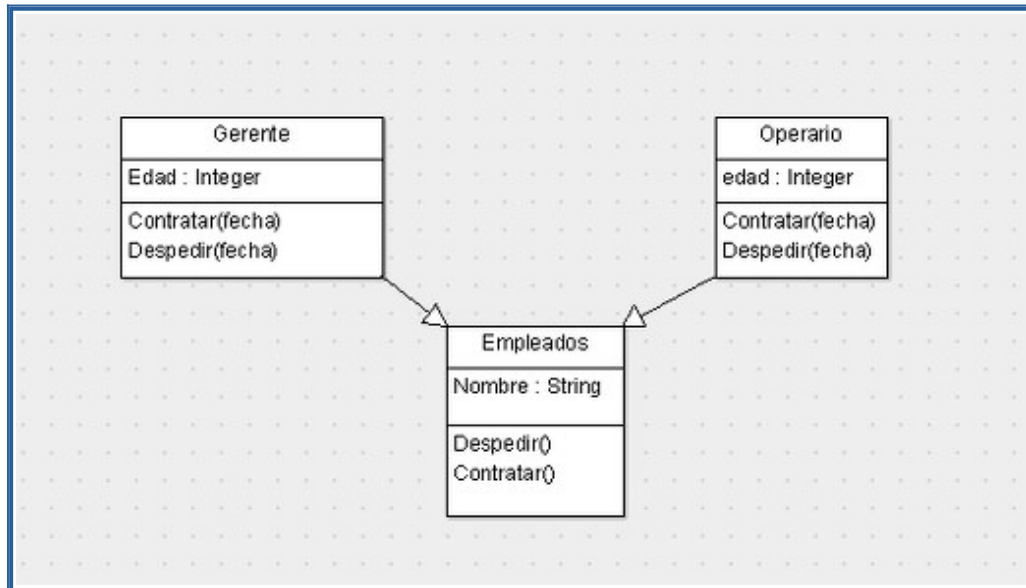 Gerente
Edad : Integer
Contratar(fecha)
Despedir(fecha)
Operario
edad : Integer
Contratar(fecha)
Despedir(fecha)
Empleados
Nombre : String
Despedir()
Contratar()